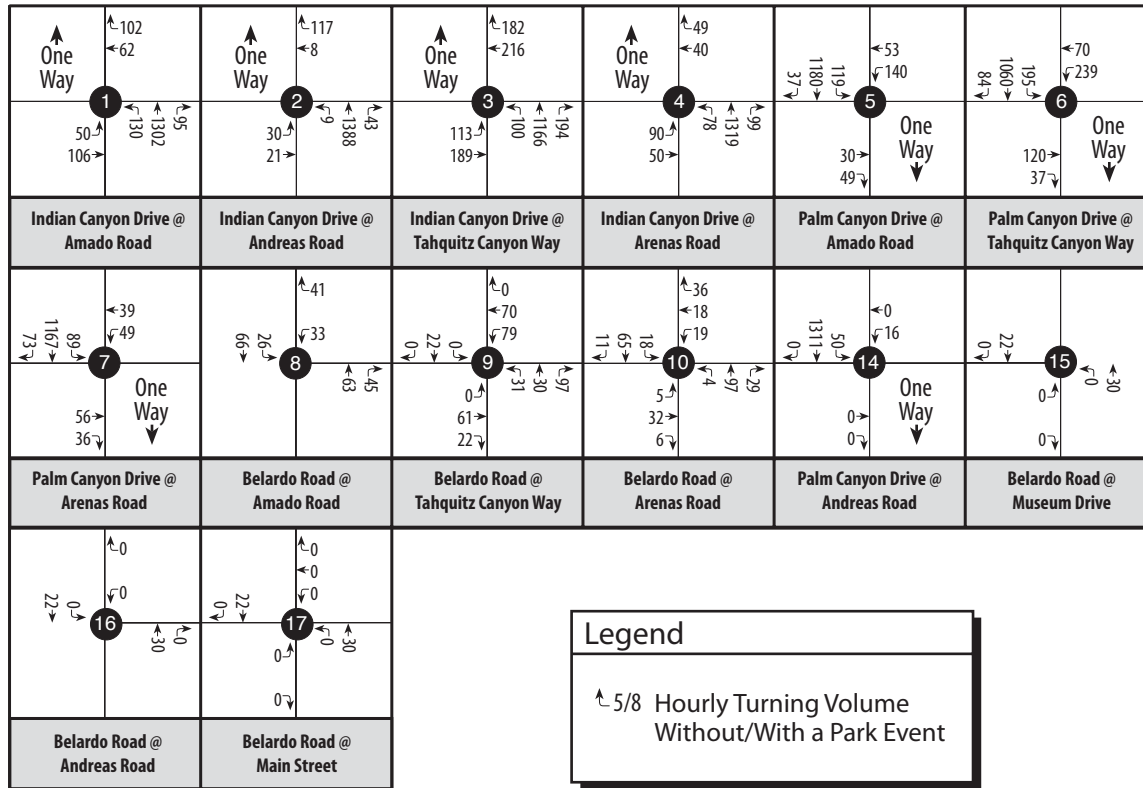 102
62
One
Way
1
50
106
130
1302
95
Indian Canyon Drive @
Amado Road
117
8
One
Way
2
30
21
9
1388
43
Indian Canyon Drive @
Andreas Road
182
216
One
Way
3
113
189
100
1166
194
Indian Canyon Drive @
Tahquitz Canyon Way
49
40
One
Way
4
90
50
78
1319
99
Indian Canyon Drive @
Arenas Road
53
140
37
1180
119
5
30
49
One
Way
Palm Canyon Drive @
Amado Road
70
239
84
1060
195
6
120
37
One
Way
Palm Canyon Drive @
Tahquitz Canyon Way
39
49
73
1167
89
7
56
36
One
Way
Palm Canyon Drive @
Arenas Road
41
33
66
26
8
63
45
Belardo Road @
Amado Road
0
70
79
0
22
0
9
0
61
22
31
30
97
Belardo Road @
Tahquitz Canyon Way
36
18
19
11
65
18
10
5
32
6
4
97
29
Belardo Road @
Arenas Road
0
16
0
1311
50
14
0
0
One
Way
Palm Canyon Drive @
Andreas Road
0
22
15
0
0
0
30
Belardo Road @
Museum Drive
0
0
22
0
16
30
0
Belardo Road @
Andreas Road
0
0
0
0
22
17
0
0
0
30
Belardo Road @
Main Street
Legend
5/8 Hourly Turning Volume
Without/With a Park Event